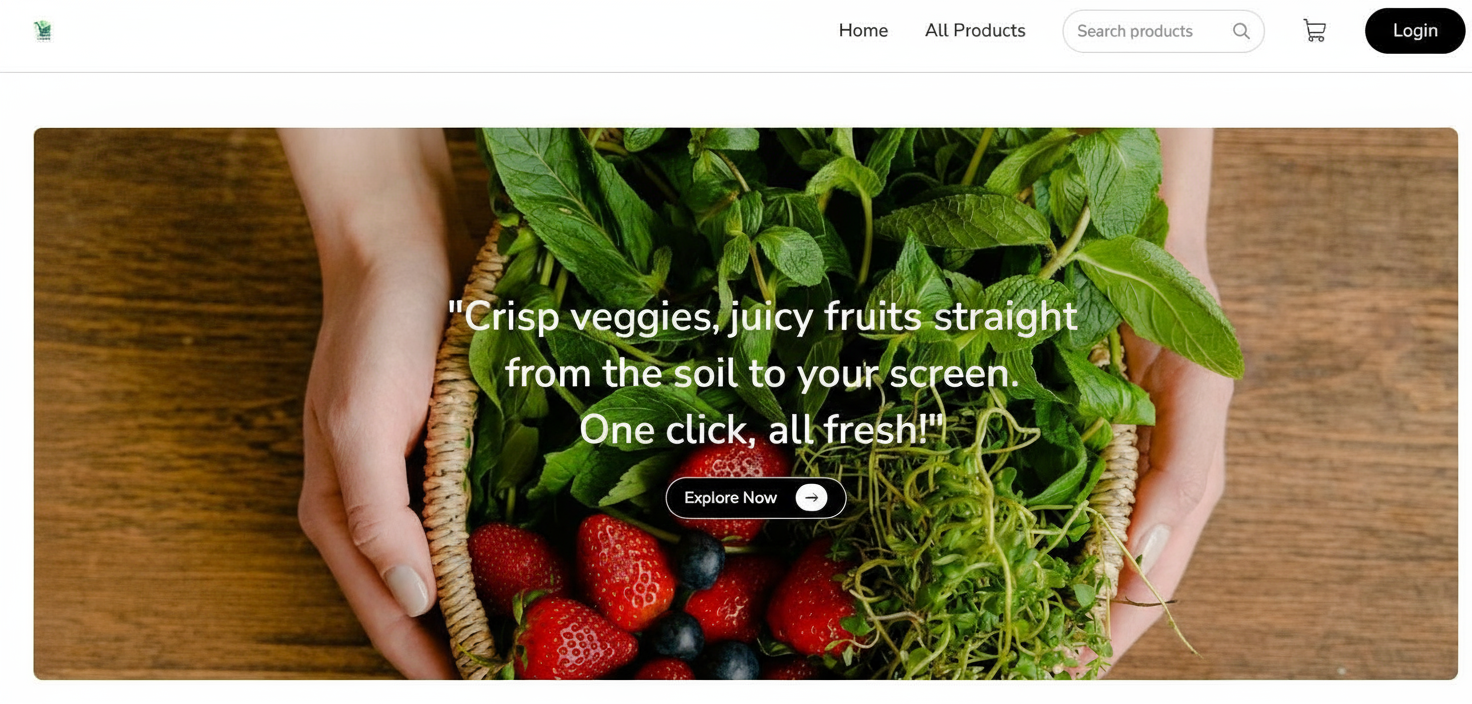 Home
All Products
Search products
Login
"Crisp veggies, juicy fruits straight
from the soil to your screen.
One click, all fresh!"
Explore Now